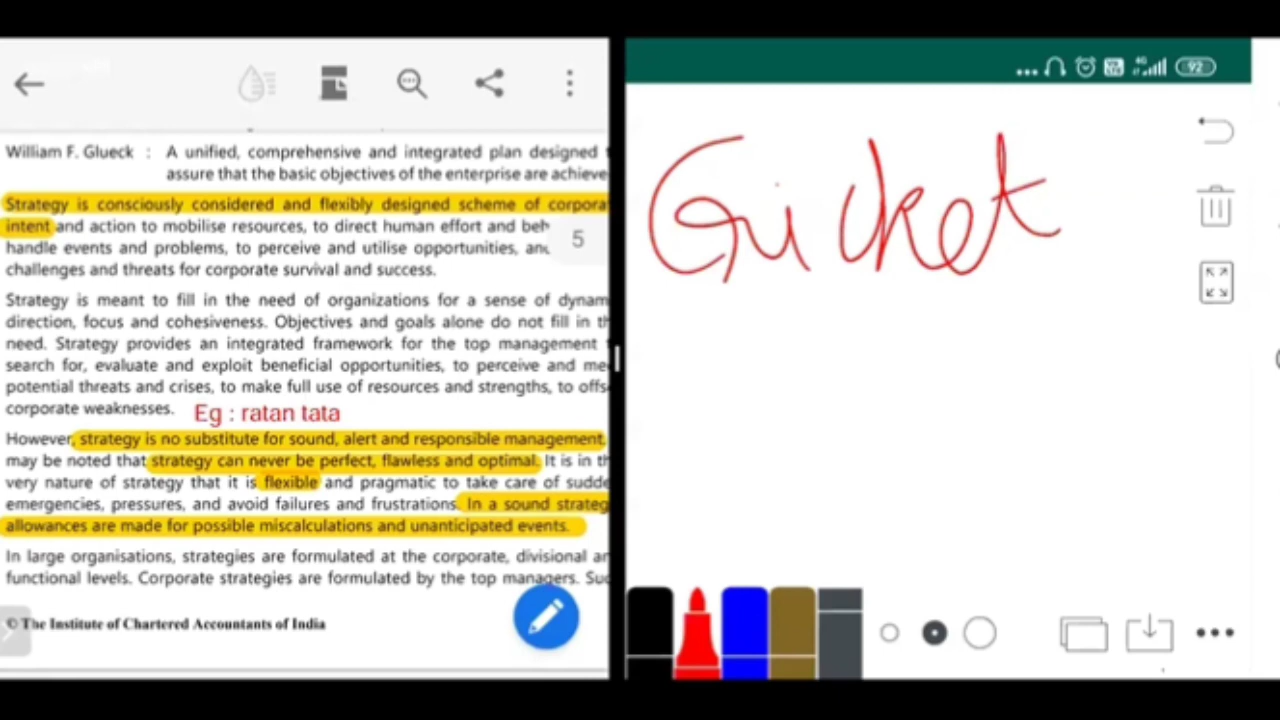 William F. Glueck : A unified, comprehensive and integrated plan designed
assure that the basic objectives of the enterprise are achieve
Strategy is consciously considered and flexibly designed scheme of corpora
intent and action to mobilise resources, to direct human effort and beh
handle events and problems, to perceive and utilise opportunities, an
challenges and threats for corporate survival and success.
5
Strategy is meant to fill in the need of organizations for a sense of dynam
direction, focus and cohesiveness. Objectives and goals alone do not fill in th
need. Strategy provides an integrated framework for the top management
search for, evaluate and exploit beneficial opportunities, to perceive and me
potential threats and crises, to make full use of resources and strengths, to offs
corporate weaknesses.
Eg : ratan tata
However, strategy is no substitute for sound, alert and responsible management.
may be noted that strategy can never be perfect, flawless and optimal. It is in th
very nature of strategy that it is flexible and pragmatic to take care of sudde
emergencies, pressures, and avoid failures and frustrations. In a sound strateg
allowances are made for possible miscalculations and unanticipated events.
In large organisations, strategies are formulated at the corporate, divisional an
functional levels. Corporate strategies are formulated by the top managers. Suc
© The Institute of Chartered Accountants of India
4G
92
Cricket